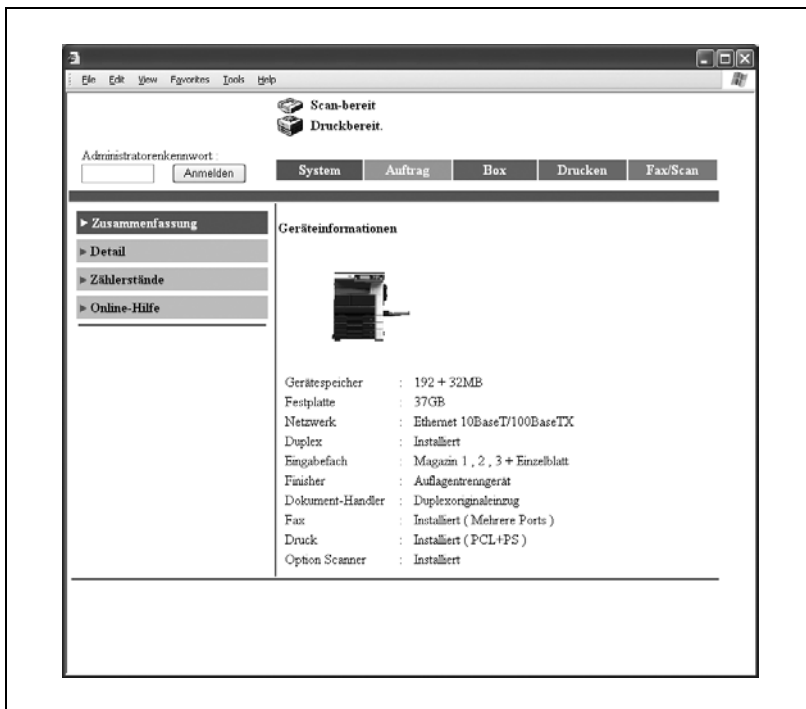 File Edit View Favorites Tools Help
Scan-bereit
Druckbereit.
Administratorenkennwort :
Anmelden
System Auftrag Box Drucken Fax/Scan
Zusammenfassung
Detail
Zählerstände
Online-Hilfe
Geräteinformationen
Gerätespeicher : 192 + 32MB
Festplatte : 37GB
Netzwerk : Ethernet 10BaseT/100BaseTX
Duplex : Installiert
Eingabefach : Magazin 1 , 2 , 3 + Einzelblatt
Finisher : Auflagentrenngerät
Dokument-Handler : Duplexoriginaleinzug
Fax : Installiert ( Mehrere Ports )
Druck : Installiert ( PCL+PS )
Option Scanner : Installiert